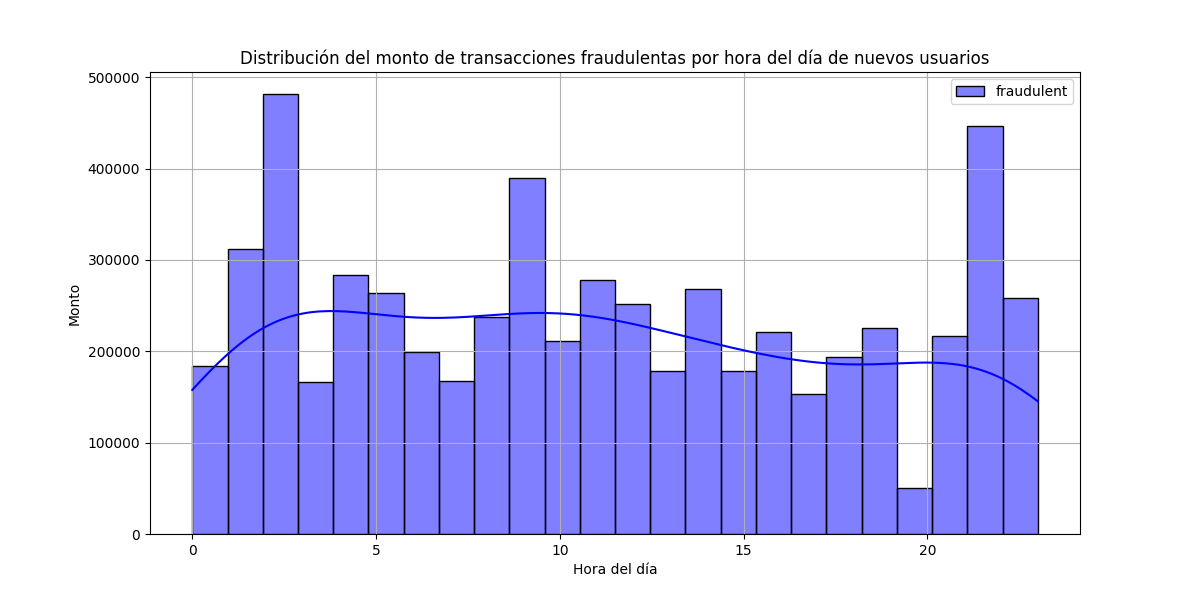 Distribución del monto de transacciones fraudulentas por hora del día de nuevos usuarios
fraudulent
500000
400000
300000
200000
100000
0
Monto
0 5 10 15 20
Hora del día